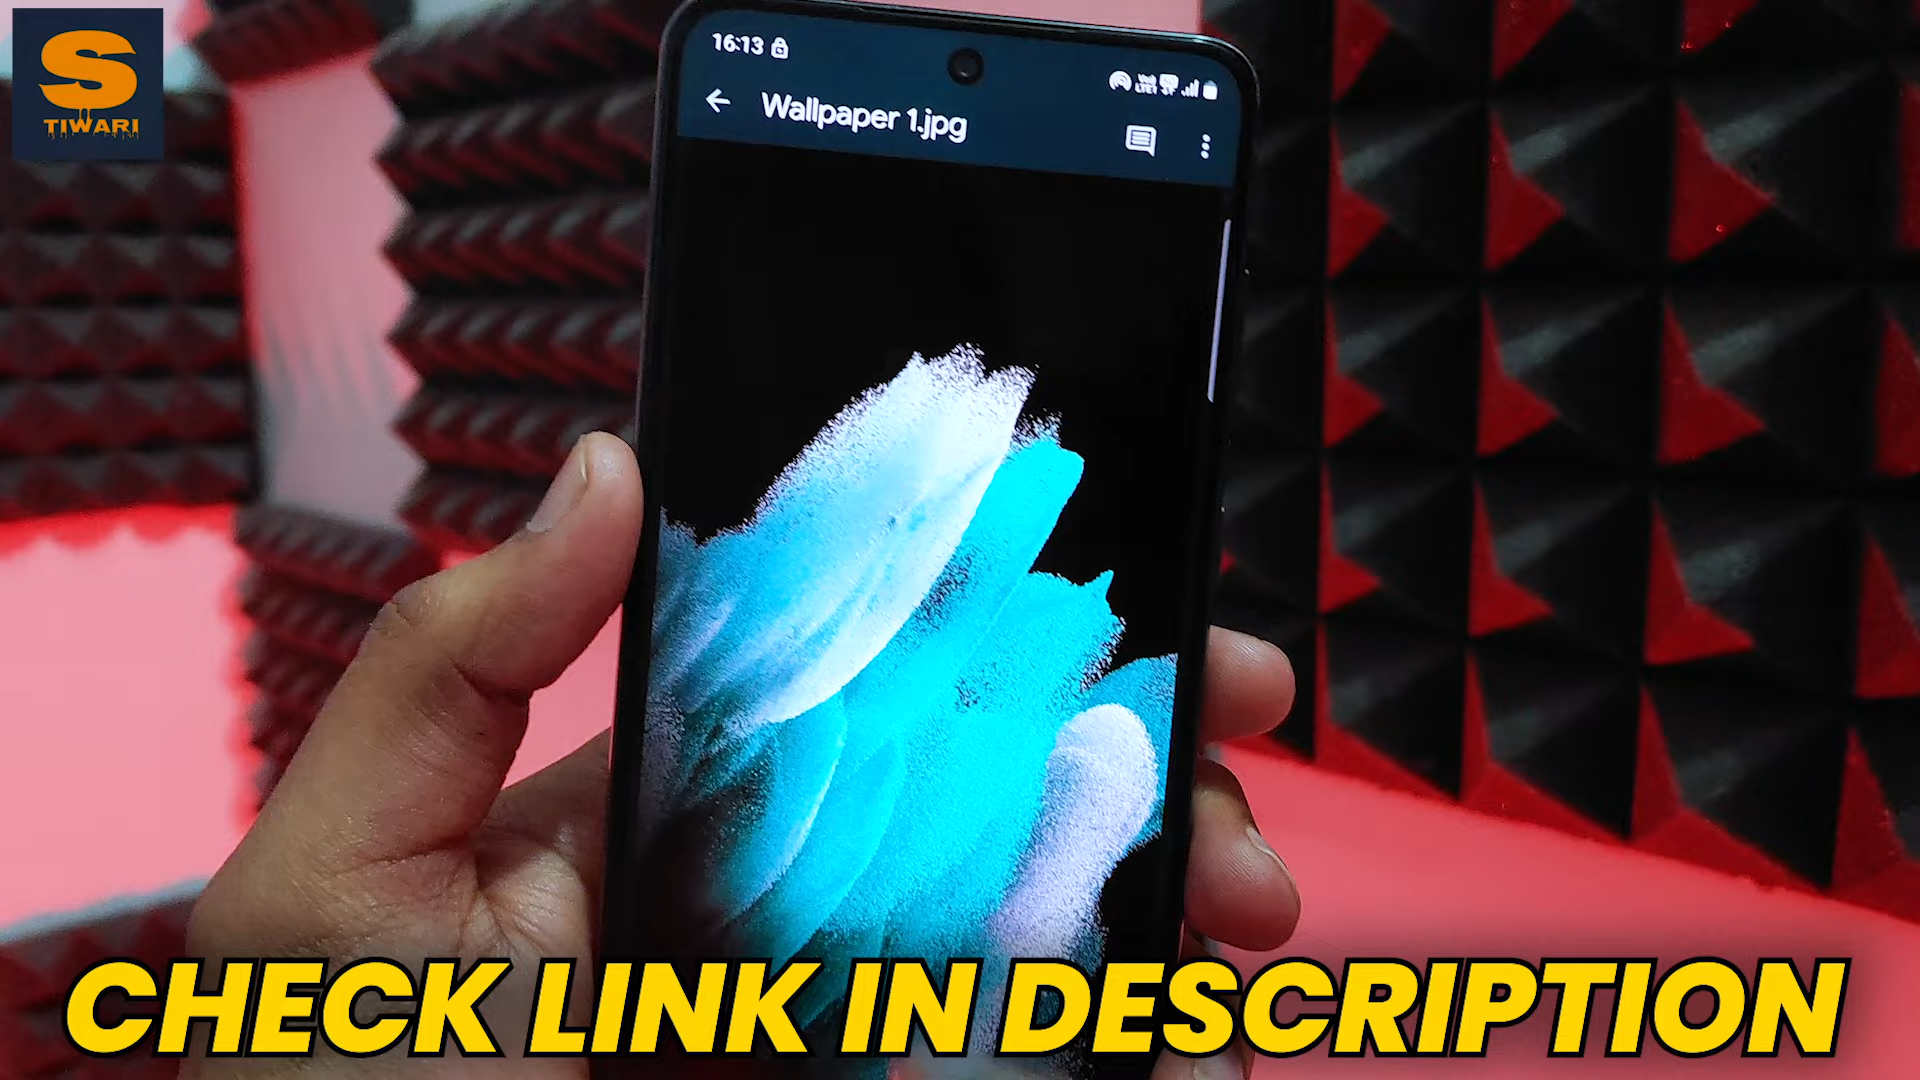 S
TIWARI
16:13
Wallpaper 1.jpg
CHECK LINK IN DESCRIPTION